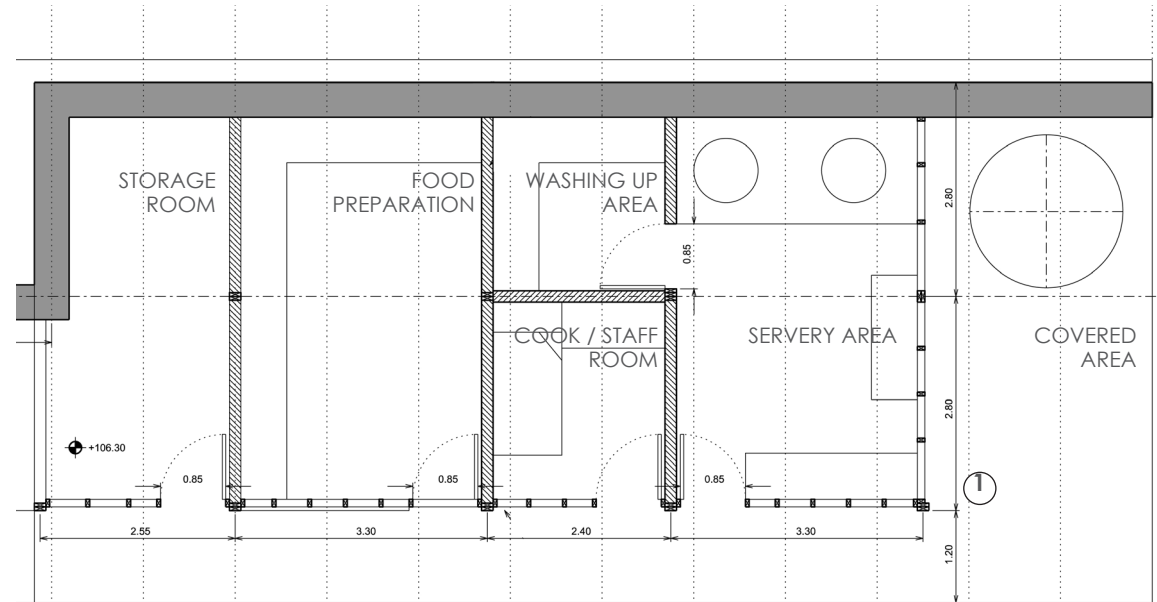 STORAGE
ROOM
FOOD
PREPARATION
WASHING UP
AREA
2.80
0.85
COOK / STAFF
ROOM
SERVERY AREA
COVERED
AREA
2.80
+106.30
0.85
0.85
0.85
1
2.55
3.30
2.40
3.30
1.20